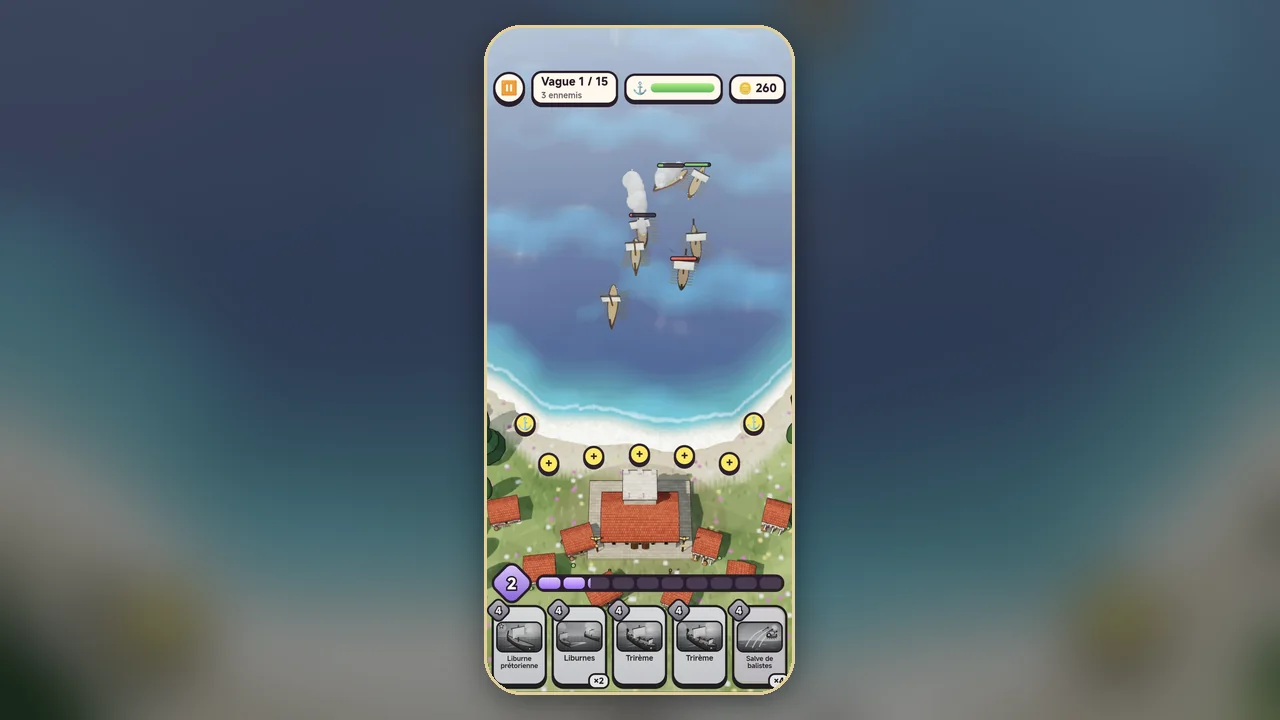 Vague 1 / 15
3 ennemis
260
2
4
4
4
4
4
Liburne
prétorienne
Liburnes
Trirème
Trirème
Salve de
balistes
×2